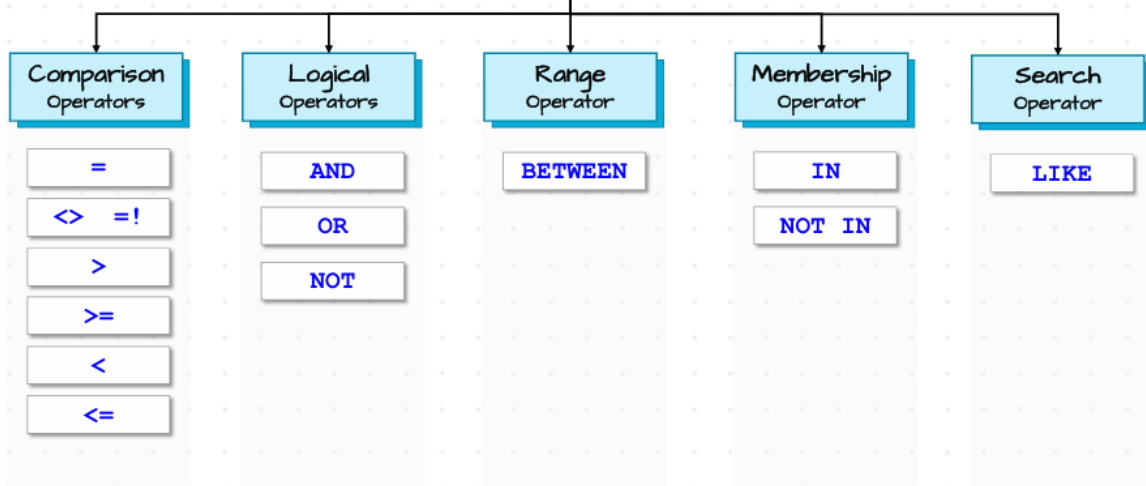 Comparison
Operators
=
<> =!
>
>=
<
<=
Logical
Operators
AND
OR
NOT
Range
Operator
BETWEEN
Membership
Operator
IN
NOT IN
Search
Operator
LIKE